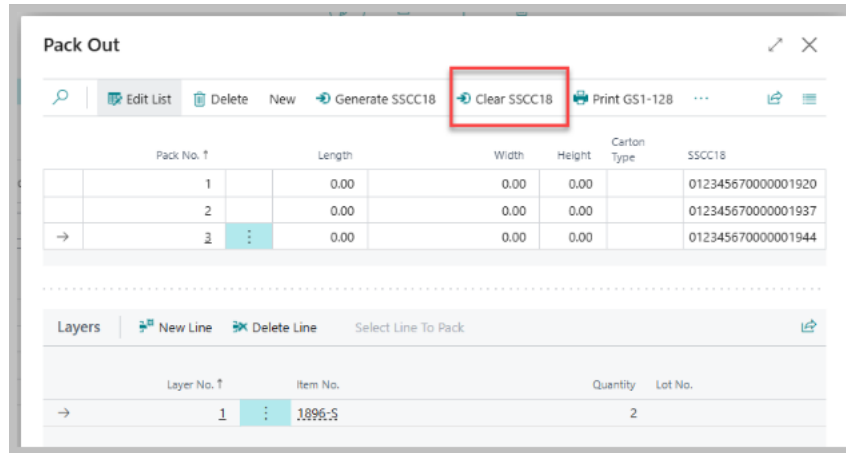 Pack Out
Edit List Delete New Generate SSCC18 Clear SSCC18 Print GS1-128 ...
Pack No. ↑ Length Width Height Carton Type SSCC18
1 0.00 0.00 0.00 012345670000001920
2 0.00 0.00 0.00 012345670000001937
3 0.00 0.00 0.00 012345670000001944
Layers New Line Delete Line Select Line To Pack
Layer No. ↑ Item No. Quantity Lot No.
1 1896-S 2